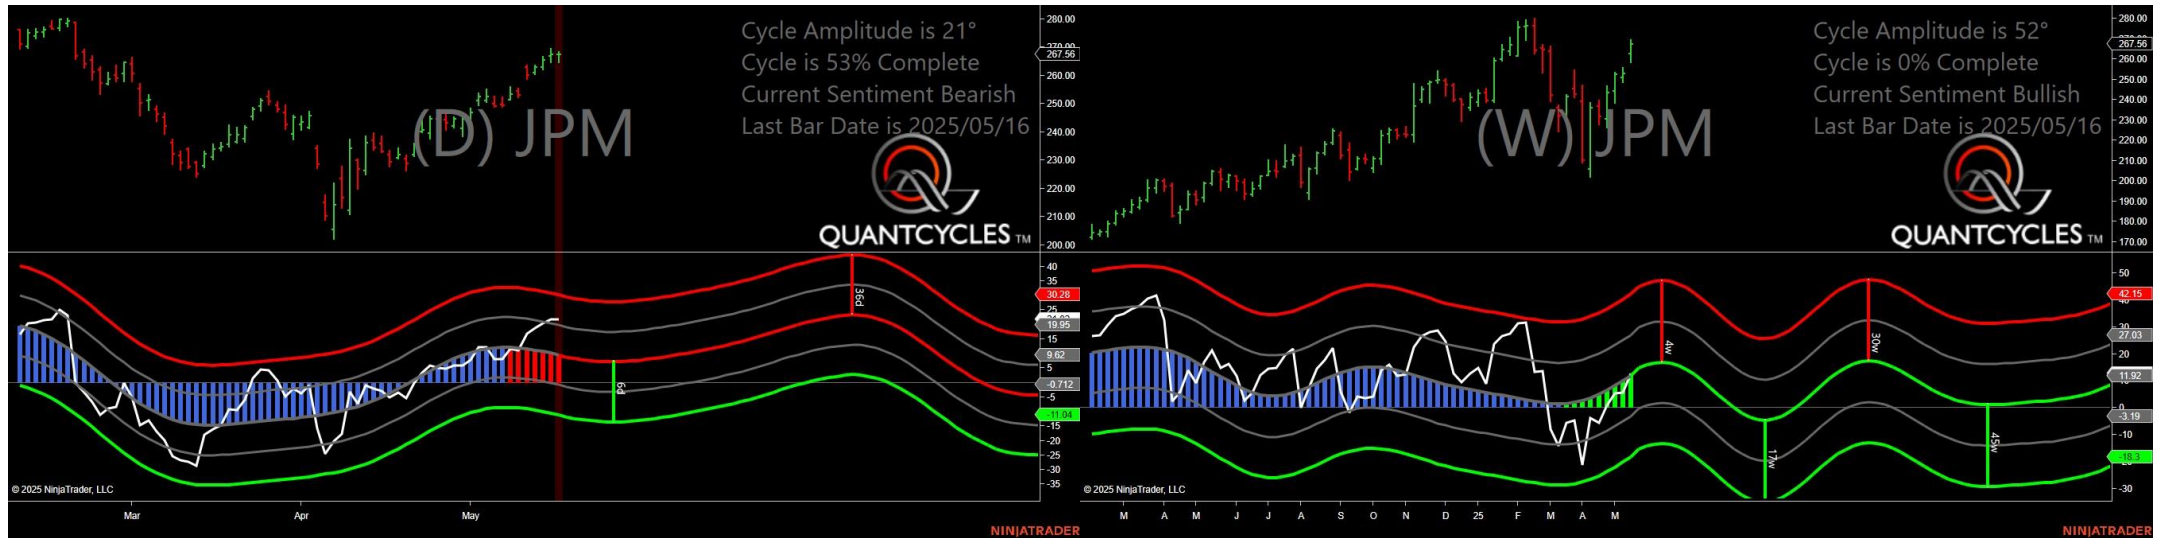 Cycle Amplitude is 21°
Cycle is 53% Complete
Current Sentiment Bearish
Last Bar Date is 2025/05/16
(D) JPM
QUANTCYCLES TM
280.00
267.56
260.00
250.00
240.00
230.00
220.00
210.00
200.00
40
35
30.28
25
19.95
15
9.62
5
-0.712
-5
-11.04
-15
-20
-25
-30
-35
36d
6d
© 2025 NinjaTrader, LLC
Mar Apr May
NINJATRADER
Cycle Amplitude is 52°
Cycle is 0% Complete
Current Sentiment Bullish
Last Bar Date is 2025/05/16
(W) JPM
QUANTCYCLES TM
280.00
267.56
260.00
250.00
240.00
230.00
220.00
210.00
200.00
190.00
180.00
170.00
50
42.15
30
27.03
20
11.92
0
-3.19
-10
-18.3
-30
4w
30w
17w
45w
© 2025 NinjaTrader, LLC
M A M J J A S O N D 25 F M A M
NINJATRADER